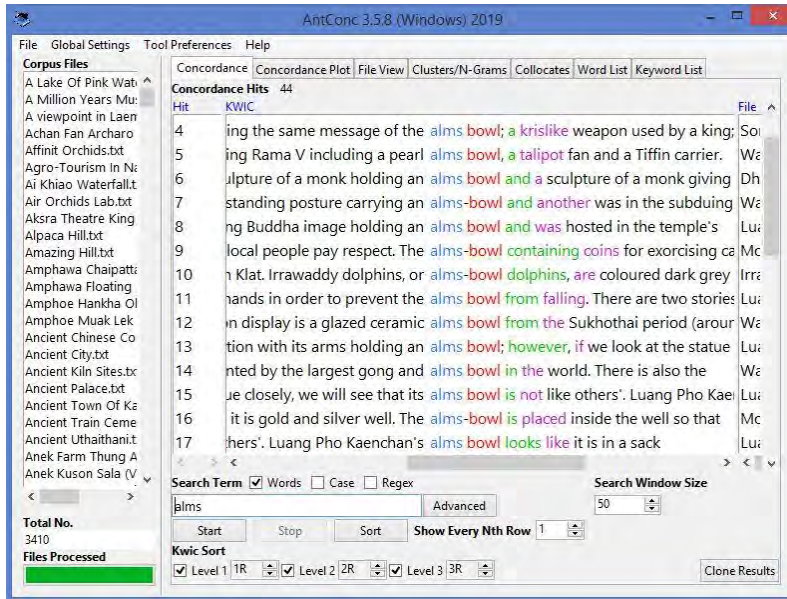 AntConc 3.5.8 (Windows) 2019
File Global Settings Tool Preferences Help
Corpus Files
A Lake Of Pink Wat
A Million Years Mu
A viewpoint in Laem
Achan Fan Archaro
Affinit Orchids.txt
Agro-Tourism In Na
Ai Khiao Waterfall.t
Air Orchids Lab.txt
Aksra Theatre King
Alpaca Hill.txt
Amazing Hill.txt
Amphawa Chaipatta
Amphawa Floating
Amphoe Hankha Ol
Amphoe Muak Lek
Ancient Chinese Co
Ancient City.txt
Ancient Kiln Sites.tx
Ancient Palace.txt
Ancient Town Of Ka
Ancient Train Ceme
Ancient Uthaithani.t
Anek Farm Thung A
Anek Kuson Sala (V
Total No.
3410
Files Processed
Concordance Concordance Plot File View Clusters/N-Grams Collocates Word List Keyword List
Concordance Hits 44
Hit KWIC File
4 ing the same message of the alms bowl; a krislike weapon used by a king; Soi
5 ing Rama V including a pearl alms bowl, a talipot fan and a Tiffin carrier. Wa
6 ulpture of a monk holding an alms bowl and a sculpture of a monk giving Dh
7 standing posture carrying an alms-bowl and another was in the subduing Wa
8 ng Buddha image holding an alms bowl and was hosted in the temple's Lua
9 local people pay respect. The alms-bowl containing coins for exorcising ca Mc
10 n Klat. Irrawaddy dolphins, or alms-bowl dolphins, are coloured dark grey Irra
11 hands in order to prevent the alms bowl from falling. There are two stories Lua
12 on display is a glazed ceramic alms bowl from the Sukhothai period (arour Wa
13 tion with its arms holding an alms bowl; however, if we look at the statue Lua
14 nted by the largest gong and alms bowl in the world. There is also the Wa
15 ue closely, we will see that its alms bowl is not like others'. Luang Pho Kaei Lua
16 it is gold and silver well. The alms-bowl is placed inside the well so that Mc
17 hers'. Luang Pho Kaenchan's alms bowl looks like it is in a sack Lua
Search Term Words Case Regex Search Window Size
alms Advanced 50
Start Stop Sort Show Every Nth Row 1
Kwic Sort
Level 1 1R Level 2 2R Level 3 3R Clone Results